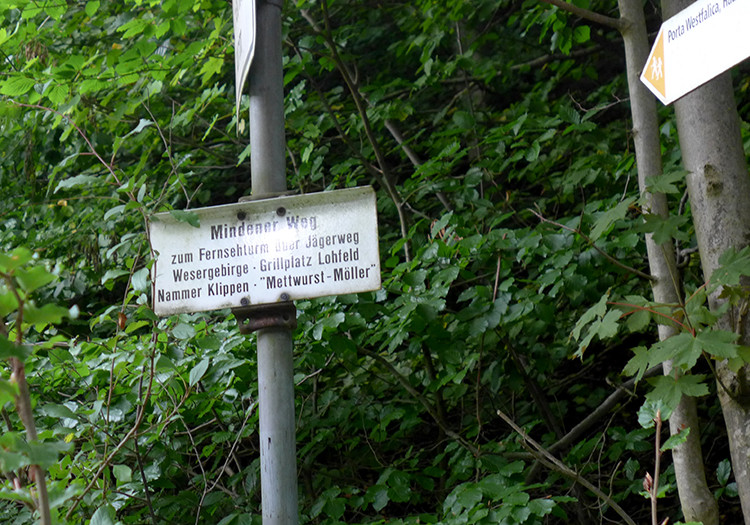 Mindener Weg
zum Fernsehturm über Jägerweg
Wesergebirge · Grillplatz Lohfeld
Nammer Klippen · "Mettwurst-Möller"
Porta Westfalica,